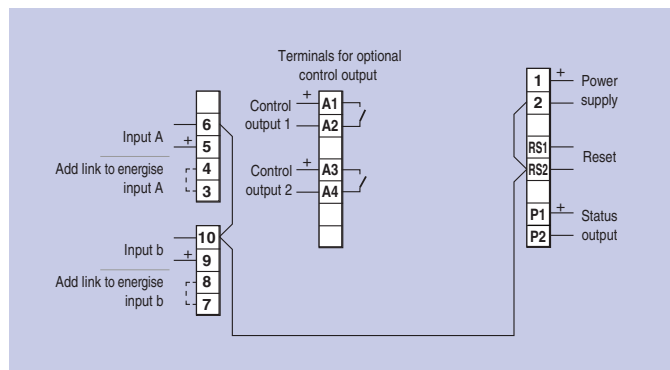 Terminals for optional
control output
6
Input A
+
5
Add link to energise
input A
4
3
10
Input b
+
9
Add link to energise
input b
8
7
Control
output 1
+
A1
A2
Control
output 2
+
A3
A4
1
+
Power
supply
2
RS1
Reset
RS2
P1
+
Status
output
P2